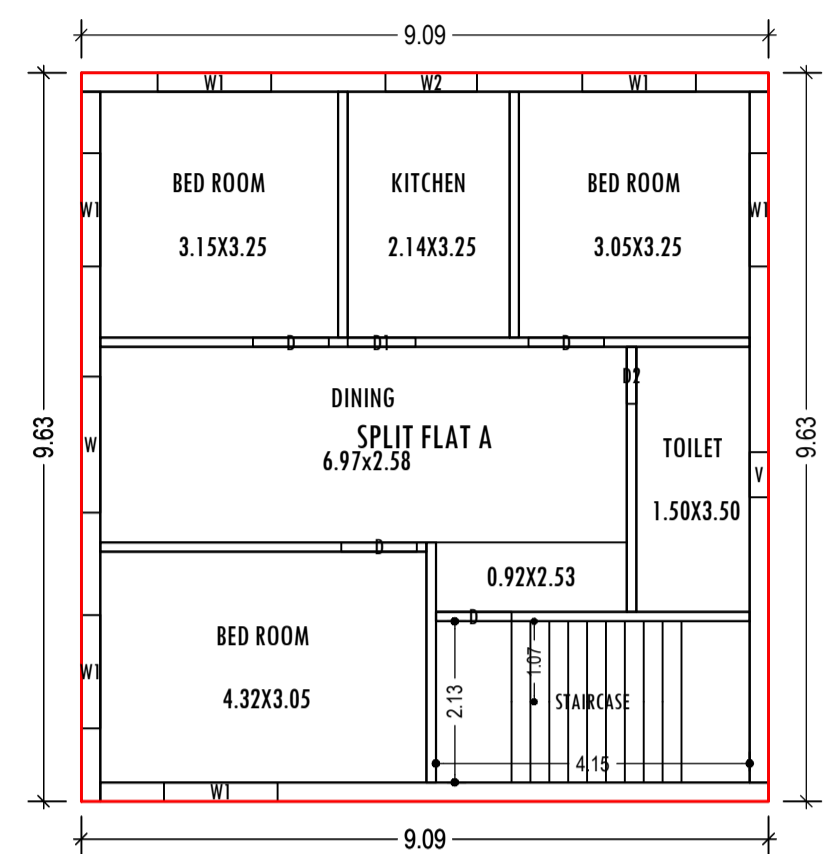 9.09
W1
W2
W1
BED ROOM
KITCHEN
BED ROOM
W1
W1
3.15X3.25
2.14X3.25
3.05X3.25
D
D1
D
D2
DINING
SPLIT FLAT A
6.97x2.58
9.63
W
TOILET
9.63
V
1.50X3.50
D
0.92X2.53
D
BED ROOM
1.07
W1
4.32X3.05
2.13
STAIRCASE
4.15
W1
9.09